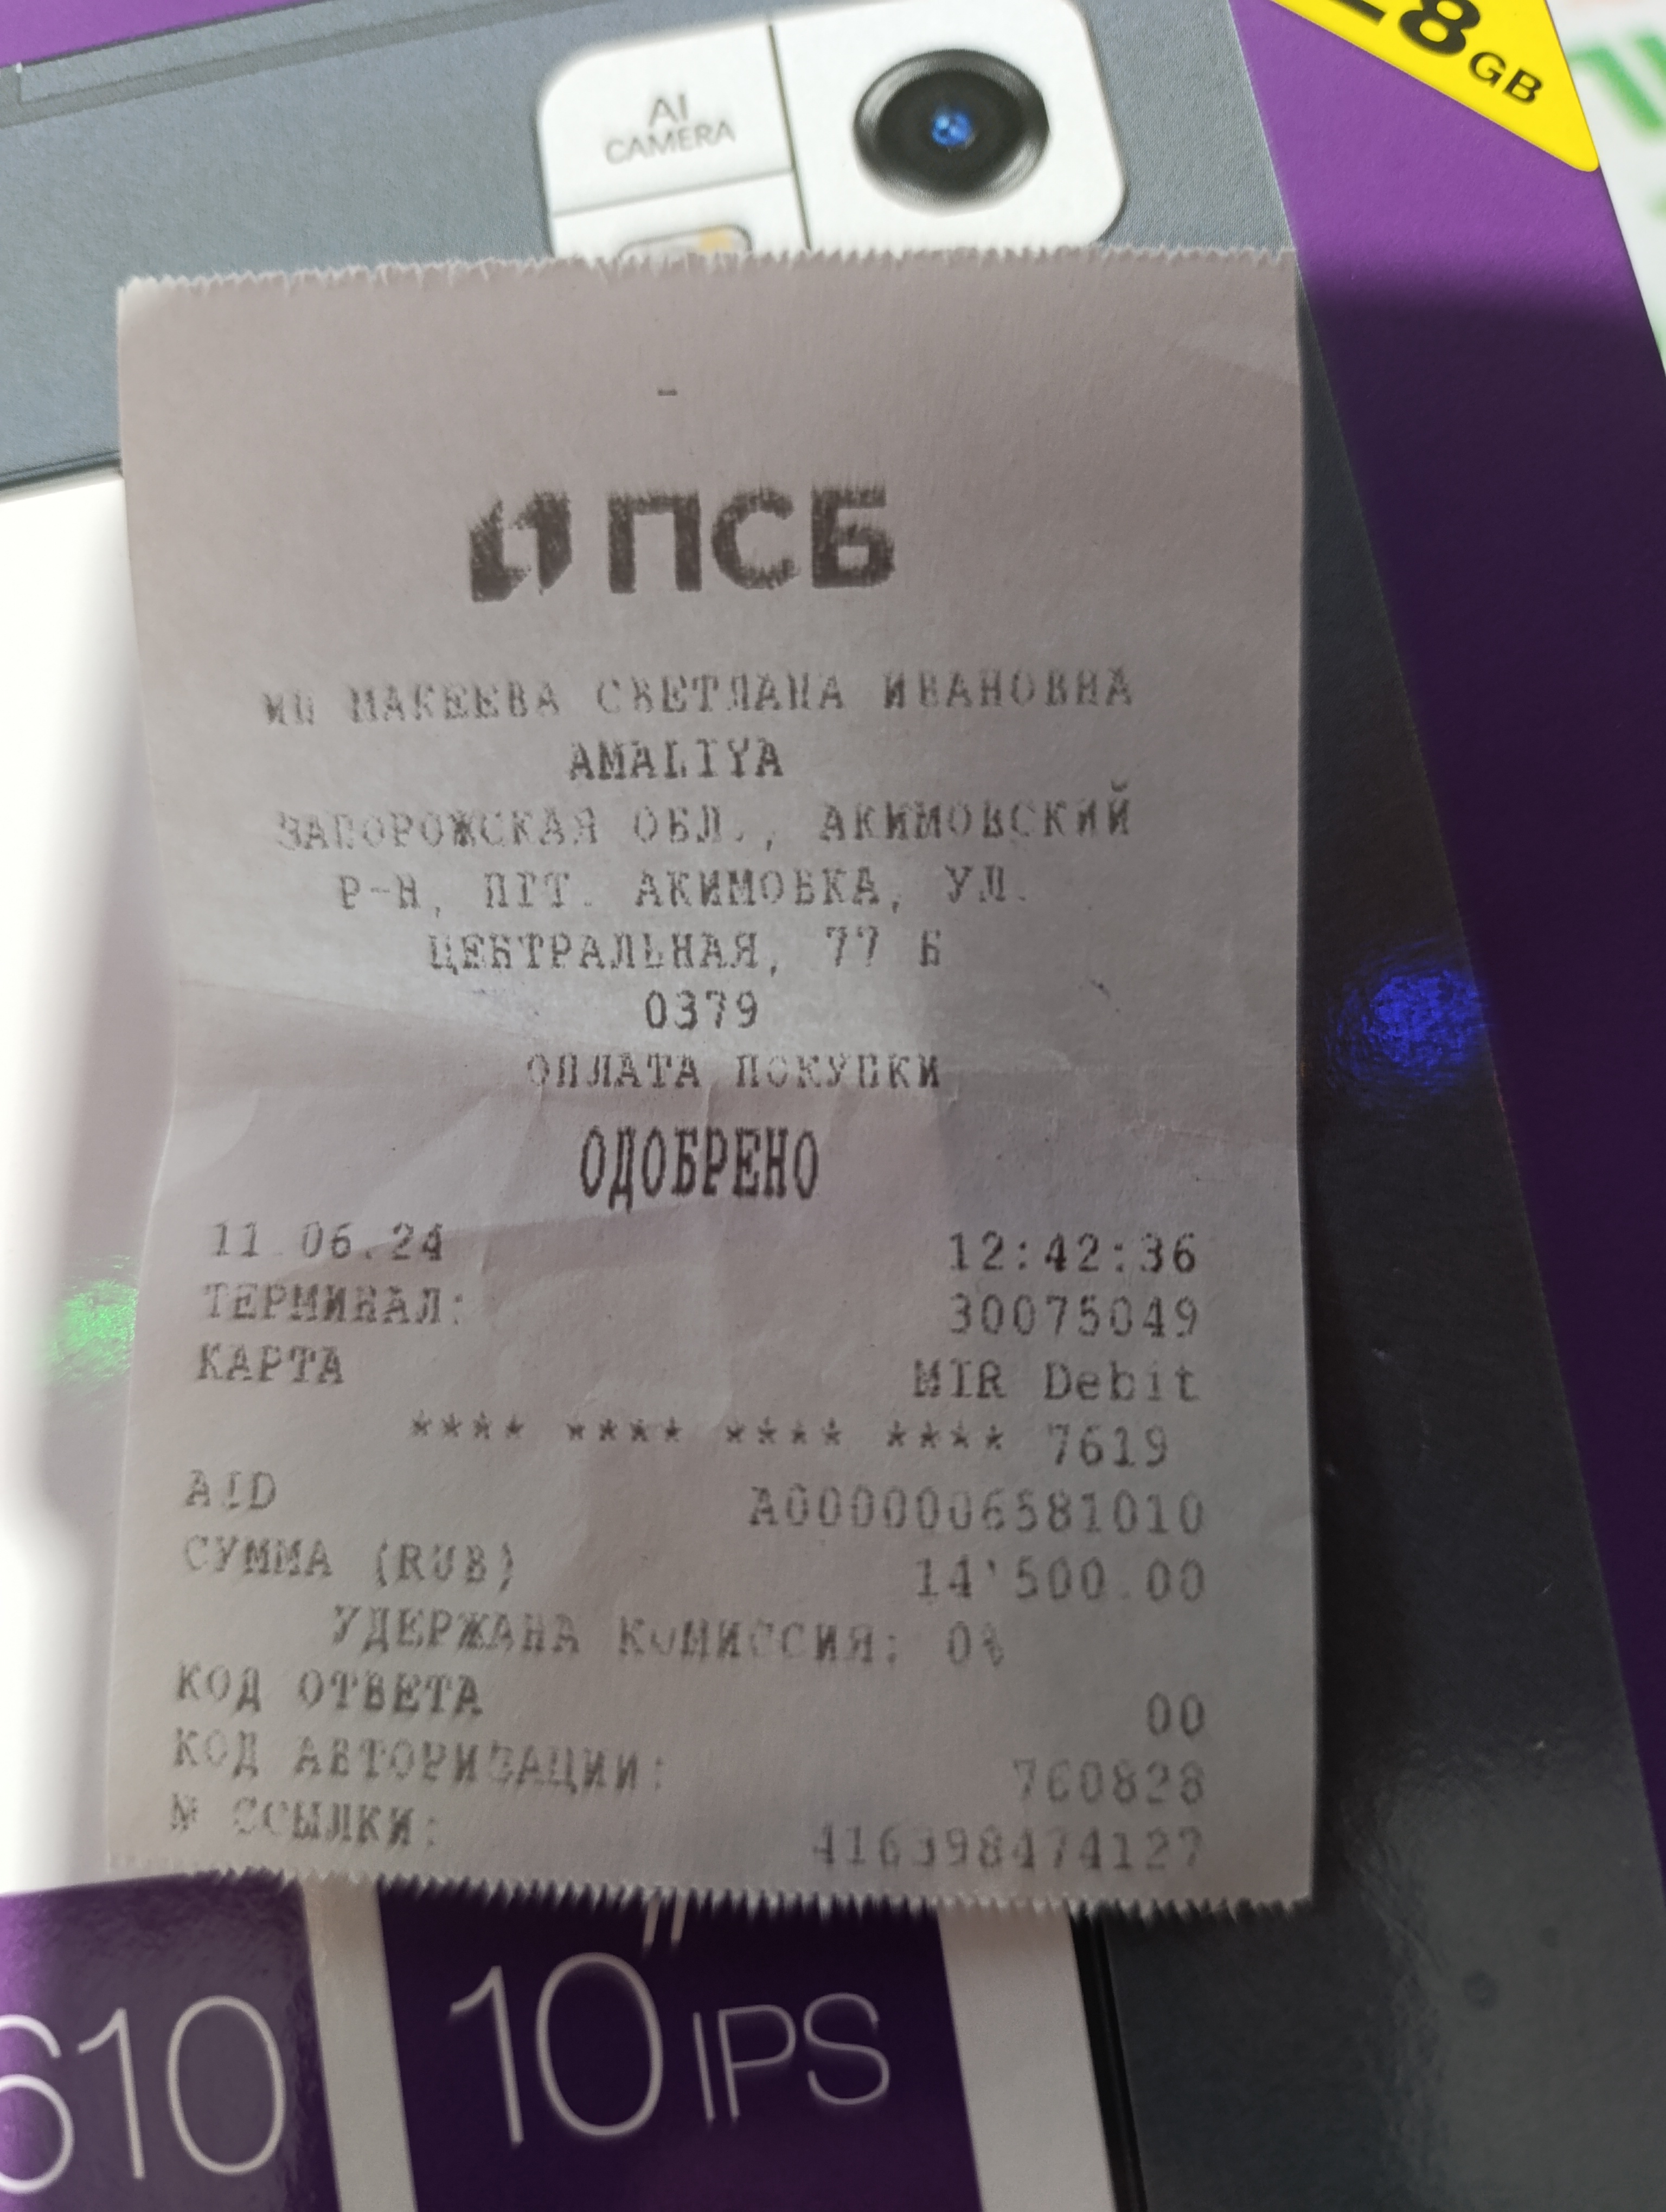 AI
CAMERA
28GB
ПСБ
ИП МАКЕЕВА СВЕТЛАНА ИВАНОВНА
AMALIYA
ЗАПОРОЖСКАЯ ОБЛ., АКИМОВСКИЙ
Р-Н, ПГТ. АКИМОВКА, УЛ.
ЦЕНТРАЛЬНАЯ, 77 Б
0379
ОПЛАТА ПОКУПКИ
ОДОБРЕНО
11.06.24 12:42:36
ТЕРМИНАЛ: 30075049
КАРТА MIR Debit
**** **** **** **** 7619
AID A0000006581010
СУММА (RUB) 14'500.00
УДЕРЖАНА КОМИССИЯ: 0%
КОД ОТВЕТА 00
КОД АВТОРИЗАЦИИ: 760828
№ ССЫЛКИ: 416398474127
610
10" IPS